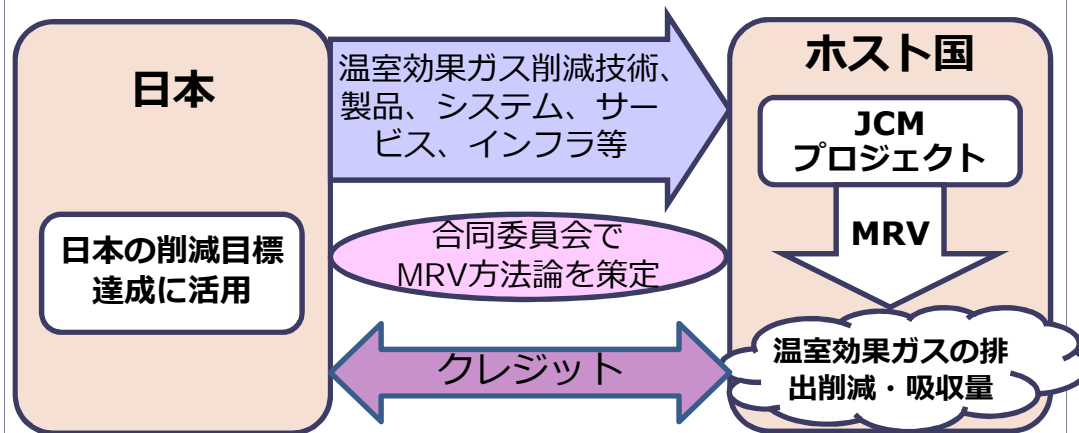 日本
日本の削減目標
達成に活用
温室効果ガス削減技術、
製品、システム、サー
ビス、インフラ等
合同委員会で
MRV方法論を策定
クレジット
ホスト国
JCM
プロジェクト
MRV
温室効果ガスの排
出削減・吸収量